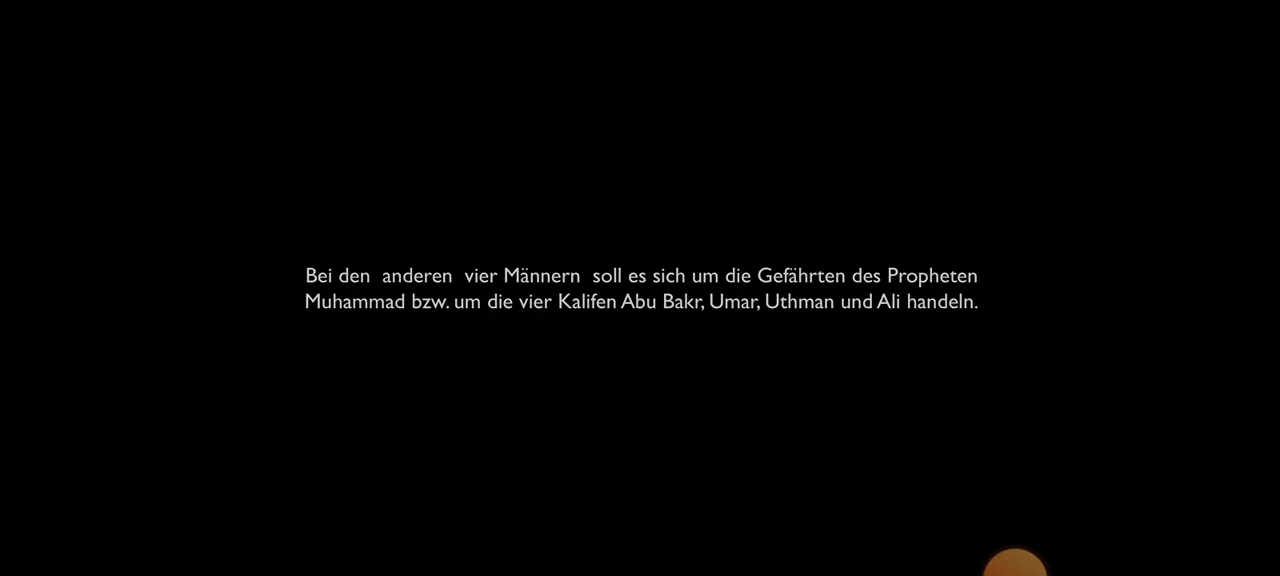 Bei den anderen vier Männern soll es sich um die Gefährten des Propheten
Muhammad bzw. um die vier Kalifen Abu Bakr, Umar, Uthman und Ali handeln.